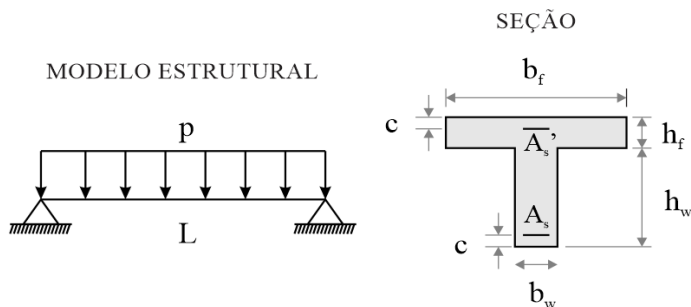 MODELO ESTRUTURAL
p
L
SEÇÃO
b_f
c
A_s'
h_f
h_w
A_s
c
b_w